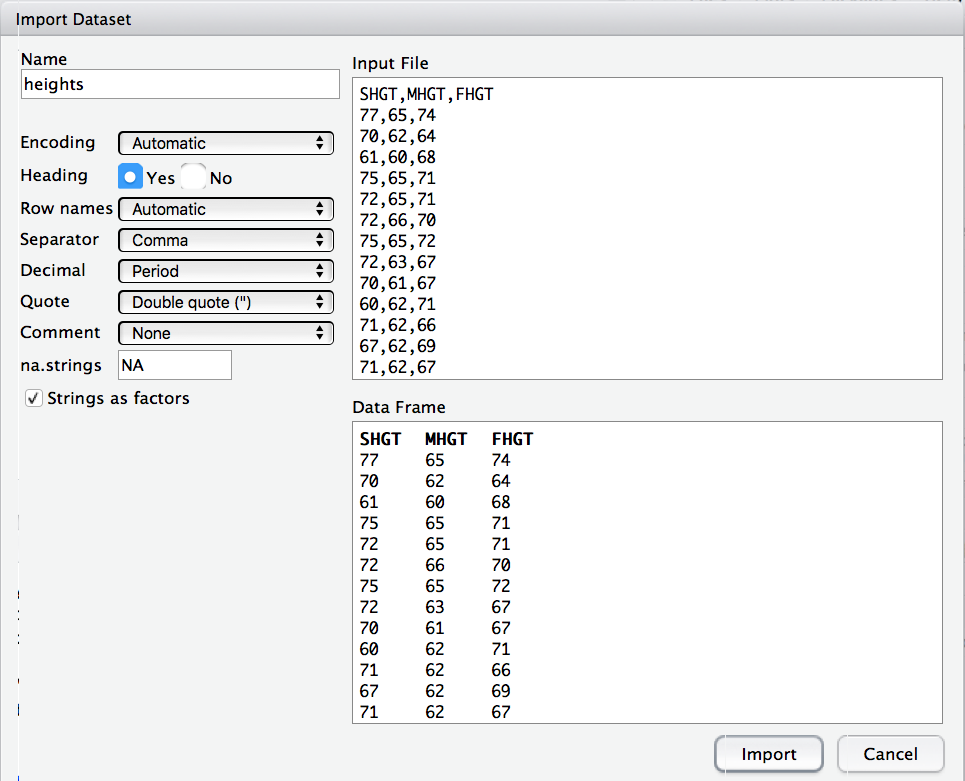 Import Dataset
Name
heights
Encoding Automatic
Heading Yes No
Row names Automatic
Separator Comma
Decimal Period
Quote Double quote (")
Comment None
na.strings NA
Strings as factors
Input File
SHGT,MHGT,FHGT
77,65,74
70,62,64
61,60,68
75,65,71
72,65,71
72,66,70
75,65,72
72,63,67
70,61,67
60,62,71
71,62,66
67,62,69
71,62,67
Data Frame
SHGT MHGT FHGT
77 65 74
70 62 64
61 60 68
75 65 71
72 65 71
72 66 70
75 65 72
72 63 67
70 61 67
60 62 71
71 62 66
67 62 69
71 62 67
Import Cancel